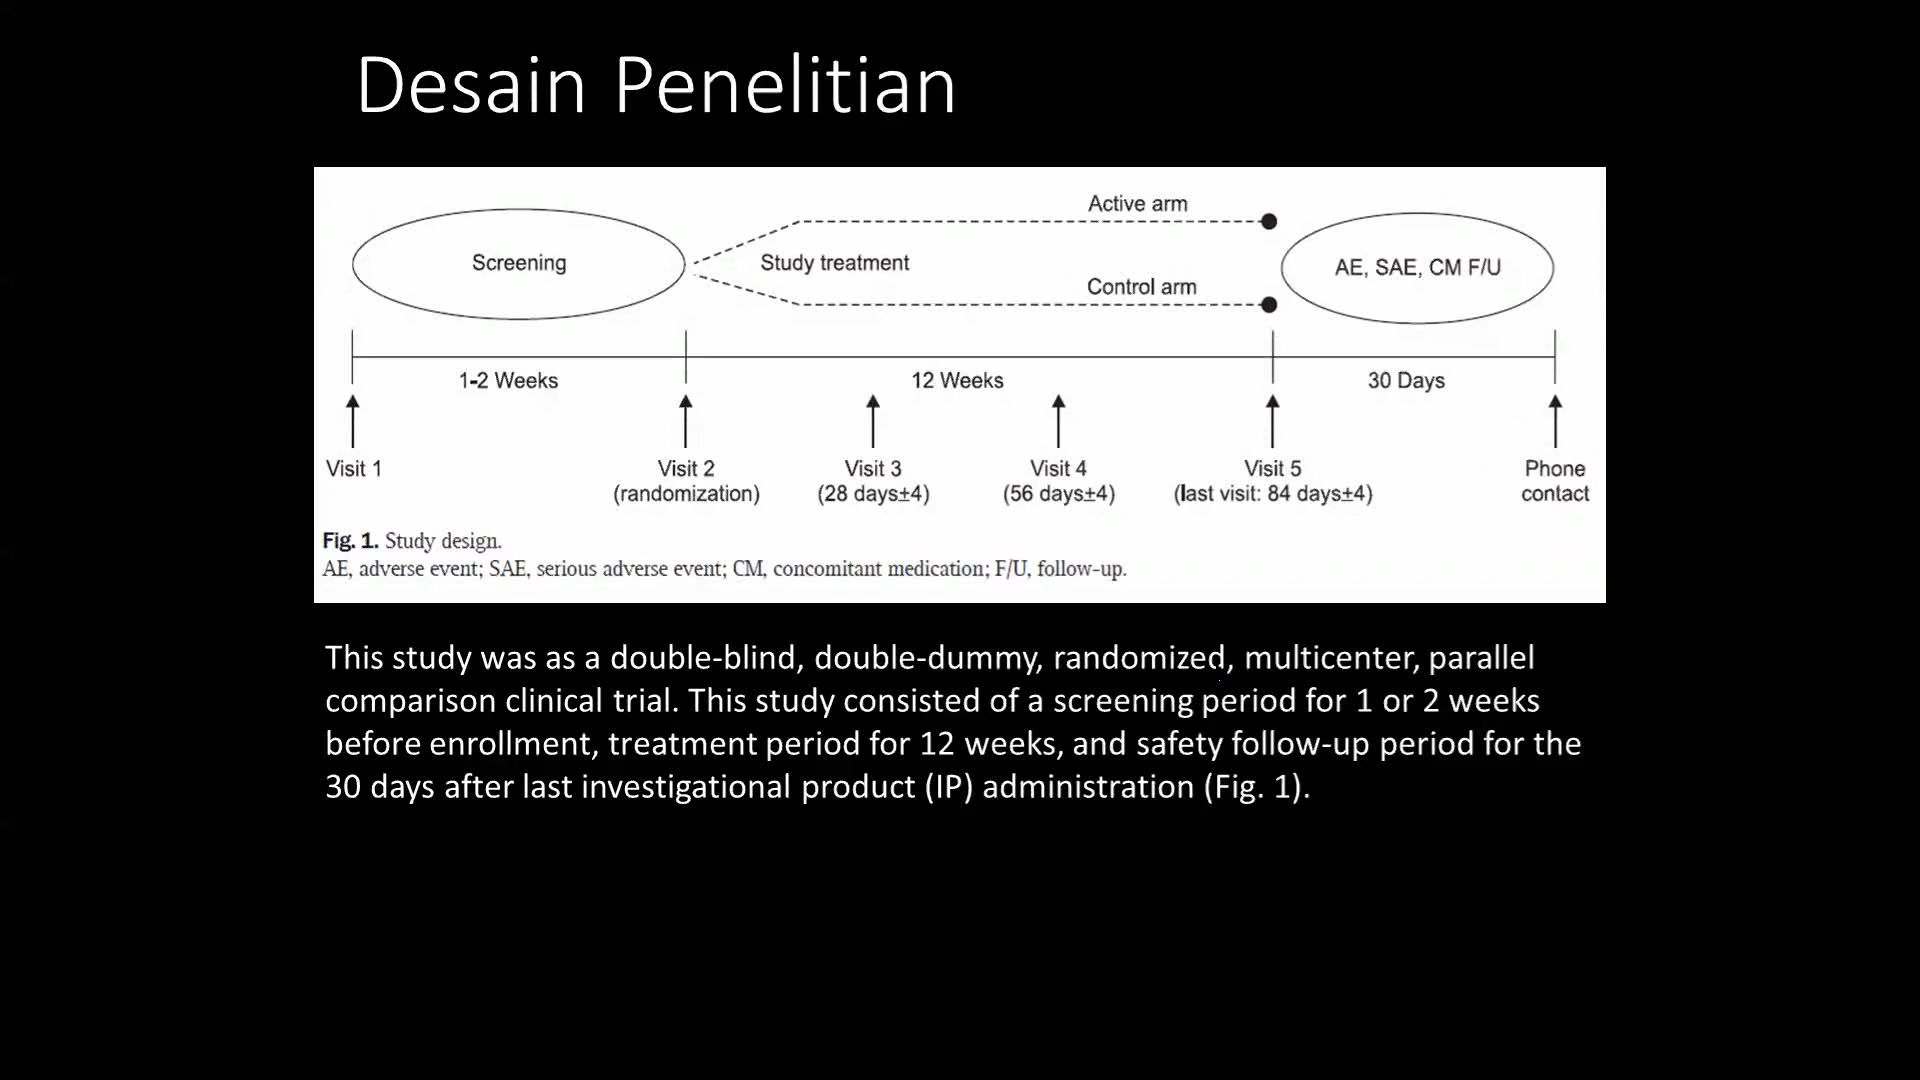 Desain Penelitian
Active arm
Screening
Study treatment
AE, SAE, CM F/U
Control arm
1-2 Weeks
12 Weeks
30 Days
Visit 1
Visit 2
(randomization)
Visit 3
(28 days±4)
Visit 4
(56 days±4)
Visit 5
(last visit: 84 days±4)
Phone
contact
Fig. 1. Study design.
AE, adverse event; SAE, serious adverse event; CM, concomitant medication; F/U, follow-up.
This study was as a double-blind, double-dummy, randomized, multicenter, parallel
comparison clinical trial. This study consisted of a screening period for 1 or 2 weeks
before enrollment, treatment period for 12 weeks, and safety follow-up period for the
30 days after last investigational product (IP) administration (Fig. 1).